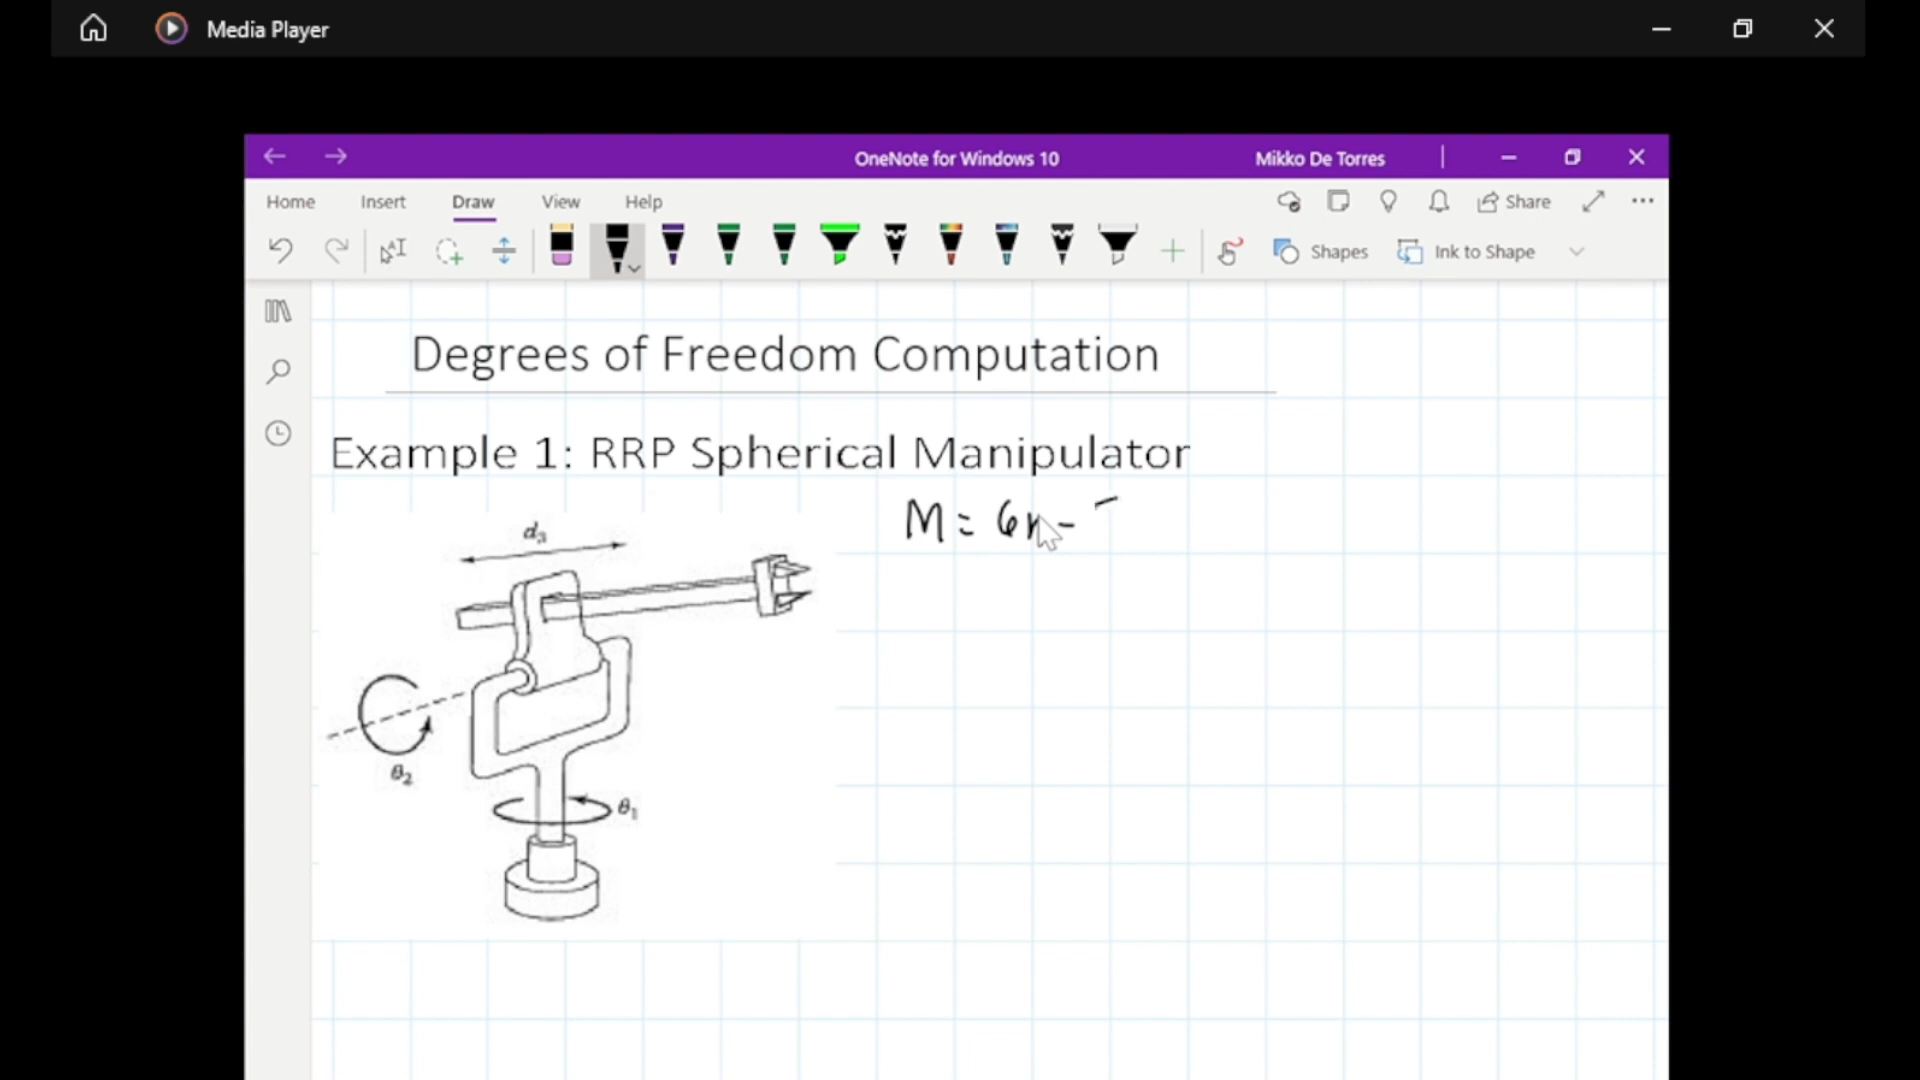 Media Player
OneNote for Windows 10
Mikko De Torres
Home Insert Draw View Help
Share
Shapes
Ink to Shape
Degrees of Freedom Computation
Example 1: RRP Spherical Manipulator
M = 6n -
d3
θ2
θ1